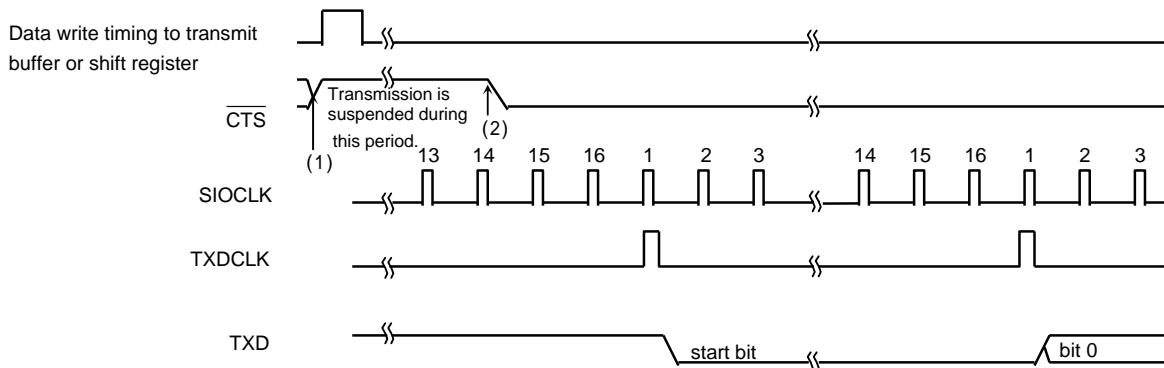 Data write timing to transmit
buffer or shift register
CTS
Transmission is
suspended during
this period.
(1)
(2)
13 14 15 16 1 2 3 14 15 16 1 2 3
SIOCLK
TXDCLK
TXD
start bit
bit 0